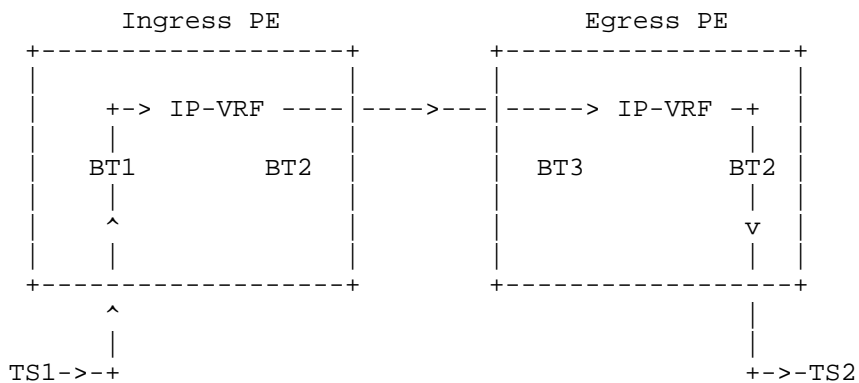 Ingress PE Egress PE
+-> IP-VRF ----|---->---|-----> IP-VRF -+
BT1 BT2 BT3 BT2
^ v
^
TS1->-+ +->-TS2